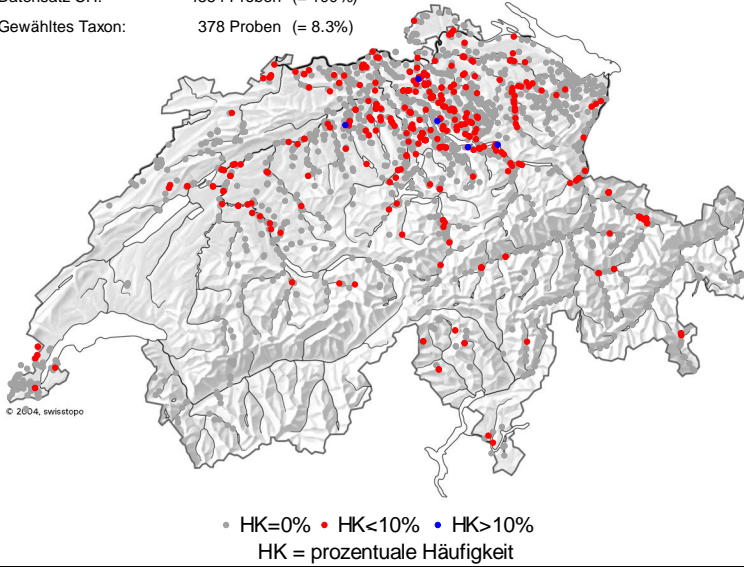 Gewähltes Taxon: 378 Proben (= 8.3%)
© 2004, swisstopo
HK=0% HK<10% HK>10%
HK = prozentuale Häufigkeit